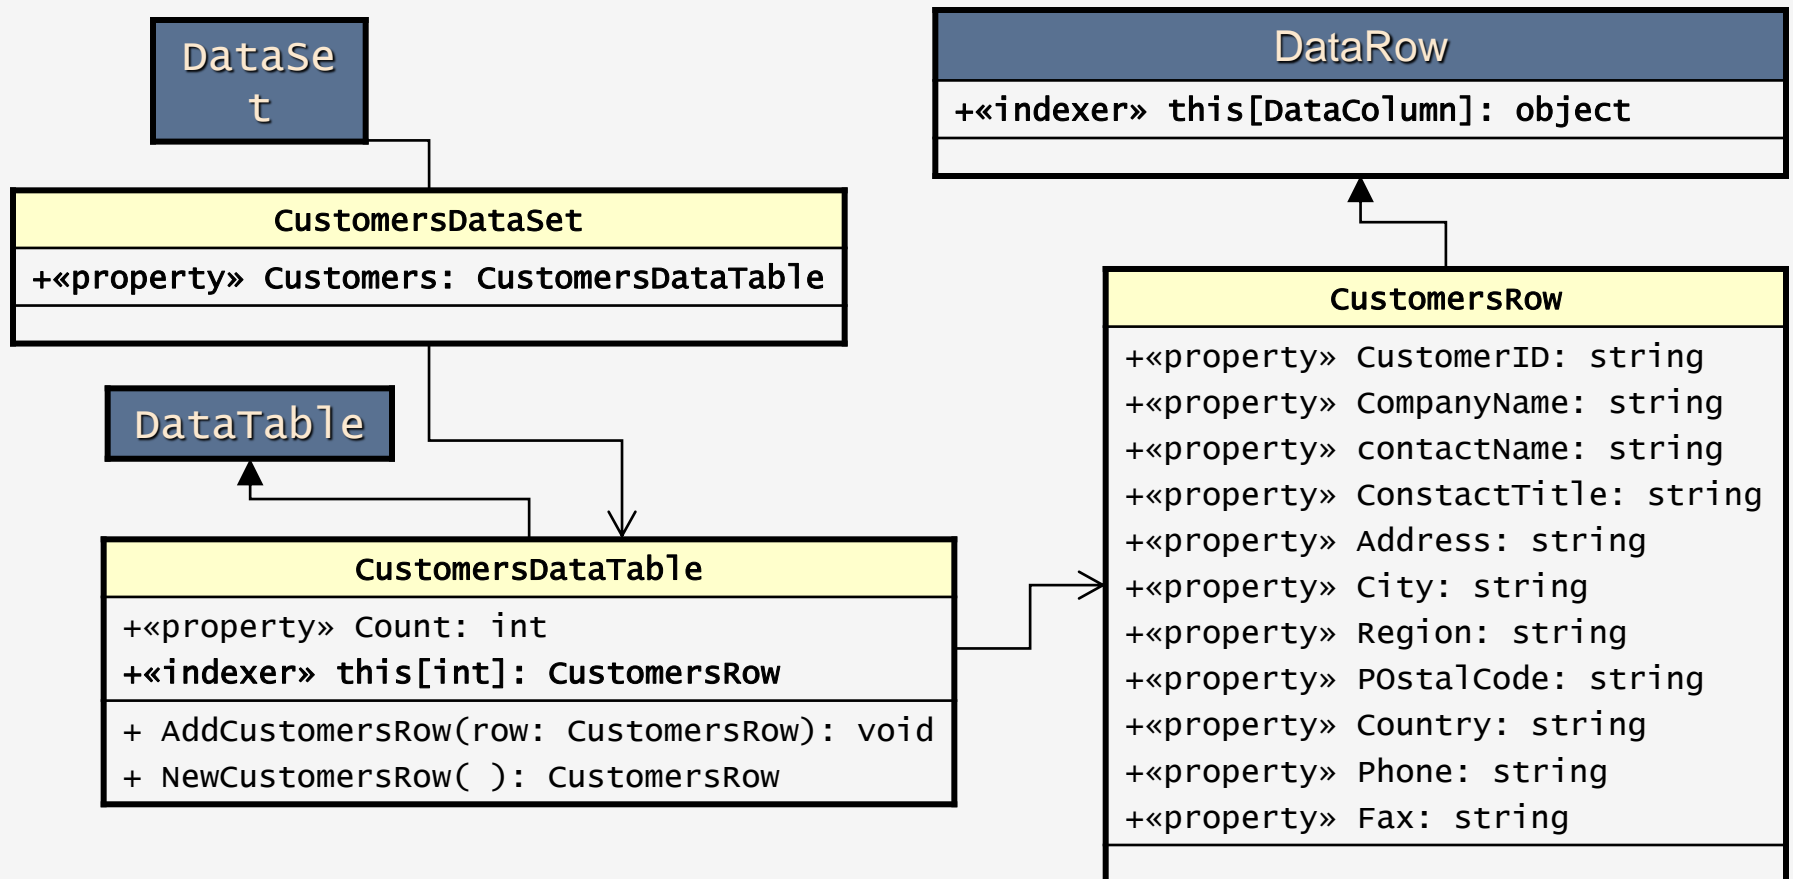 DataSe
t
CustomersDataSet
+«property» Customers: CustomersDataTable
DataTable
CustomersDataTable
+«property» Count: int
+«indexer» this[int]: CustomersRow
+ AddCustomersRow(row: CustomersRow): void
+ NewCustomersRow( ): CustomersRow
DataRow
+«indexer» this[DataColumn]: object
CustomersRow
+«property» CustomerID: string
+«property» CompanyName: string
+«property» contactName: string
+«property» ConstactTitle: string
+«property» Address: string
+«property» City: string
+«property» Region: string
+«property» POstalCode: string
+«property» Country: string
+«property» Phone: string
+«property» Fax: string